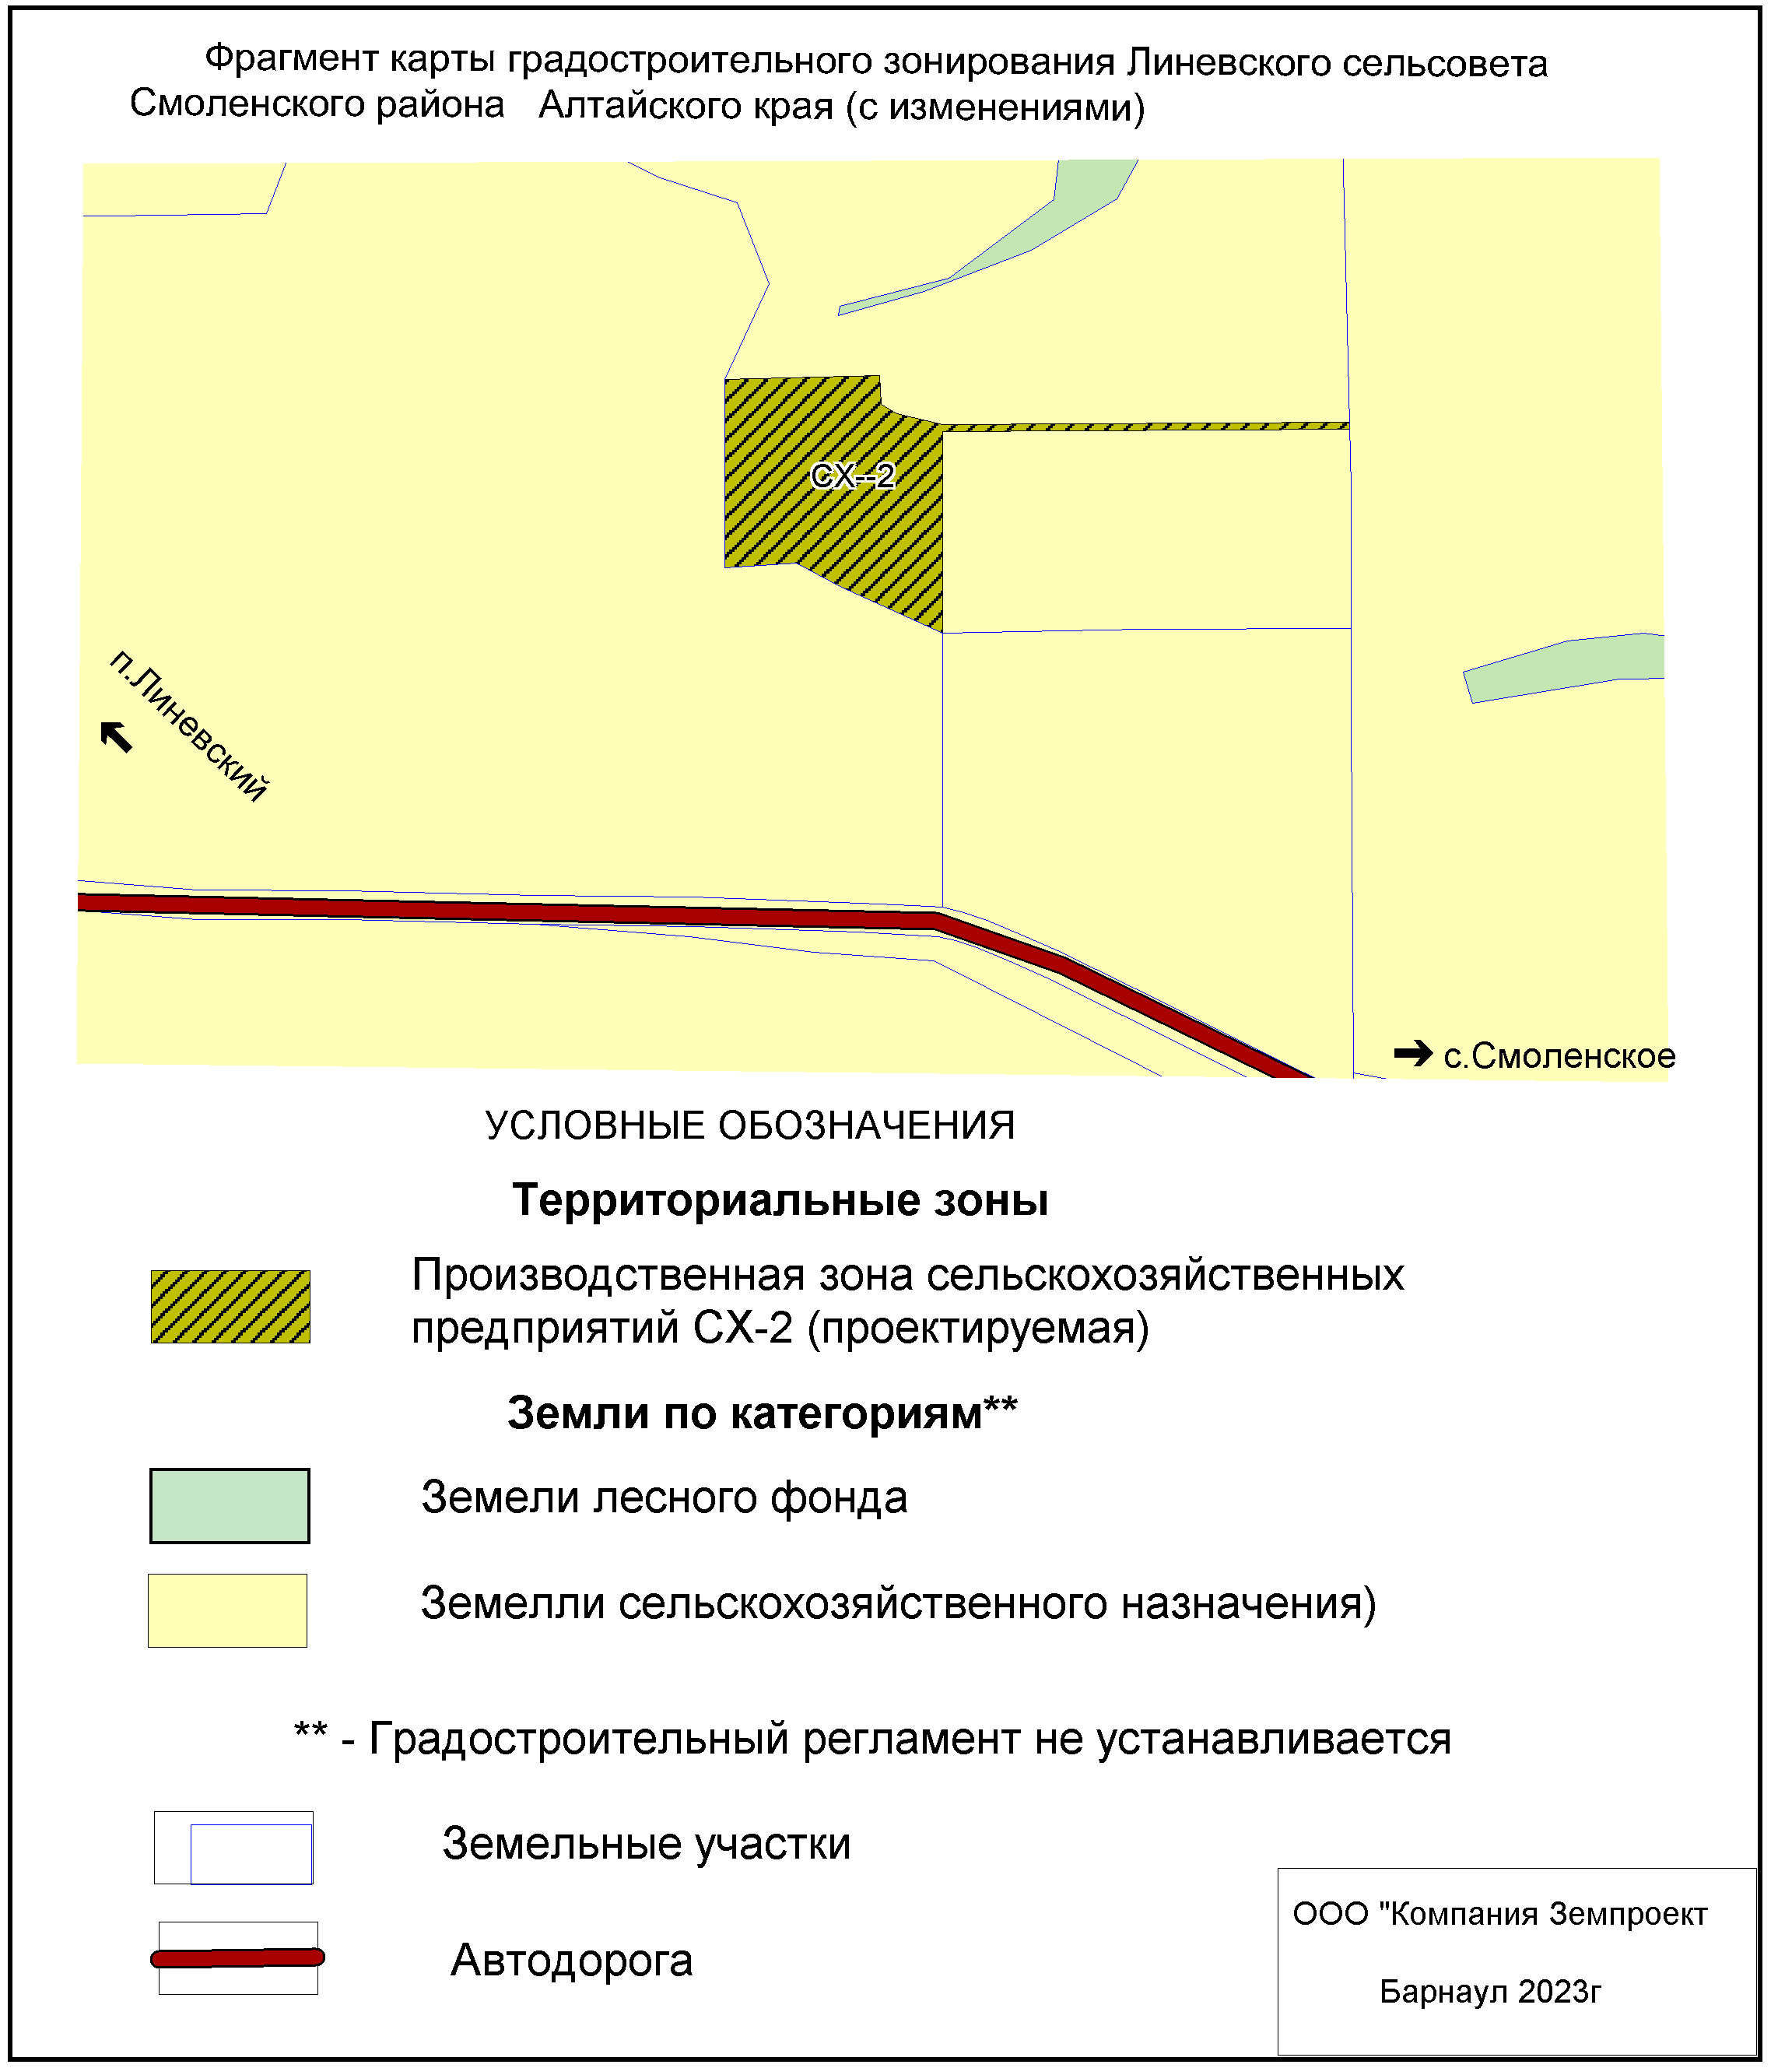 Фрагмент карты градостроительного зонирования Линевского сельсовета
Смоленского района Алтайского края (с изменениями)
СХ--2
п.Линевский
с.Смоленское
УСЛОВНЫЕ ОБОЗНАЧЕНИЯ
Территориальные зоны
Производственная зона сельскохозяйственных
предприятий СХ-2 (проектируемая)
Земли по категориям**
Земели лесного фонда
Земелли сельскохозяйственного назначения)
** - Градостроительный регламент не устанавливается
Земельные участки
Автодорога
ООО "Компания Землпроект
Барнаул 2023г